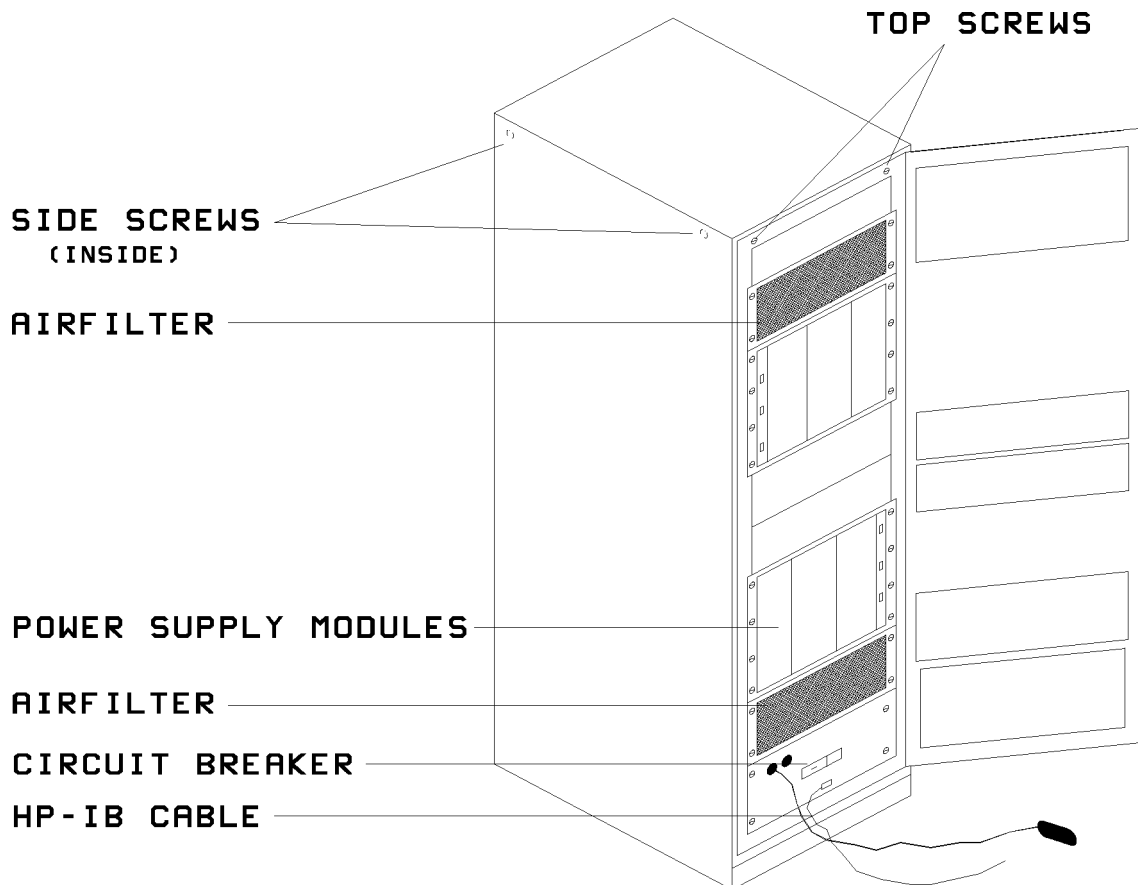 TOP SCREWS
SIDE SCREWS
(INSIDE)
AIRFILTER
POWER SUPPLY MODULES
AIRFILTER
CIRCUIT BREAKER
HP-IB CABLE